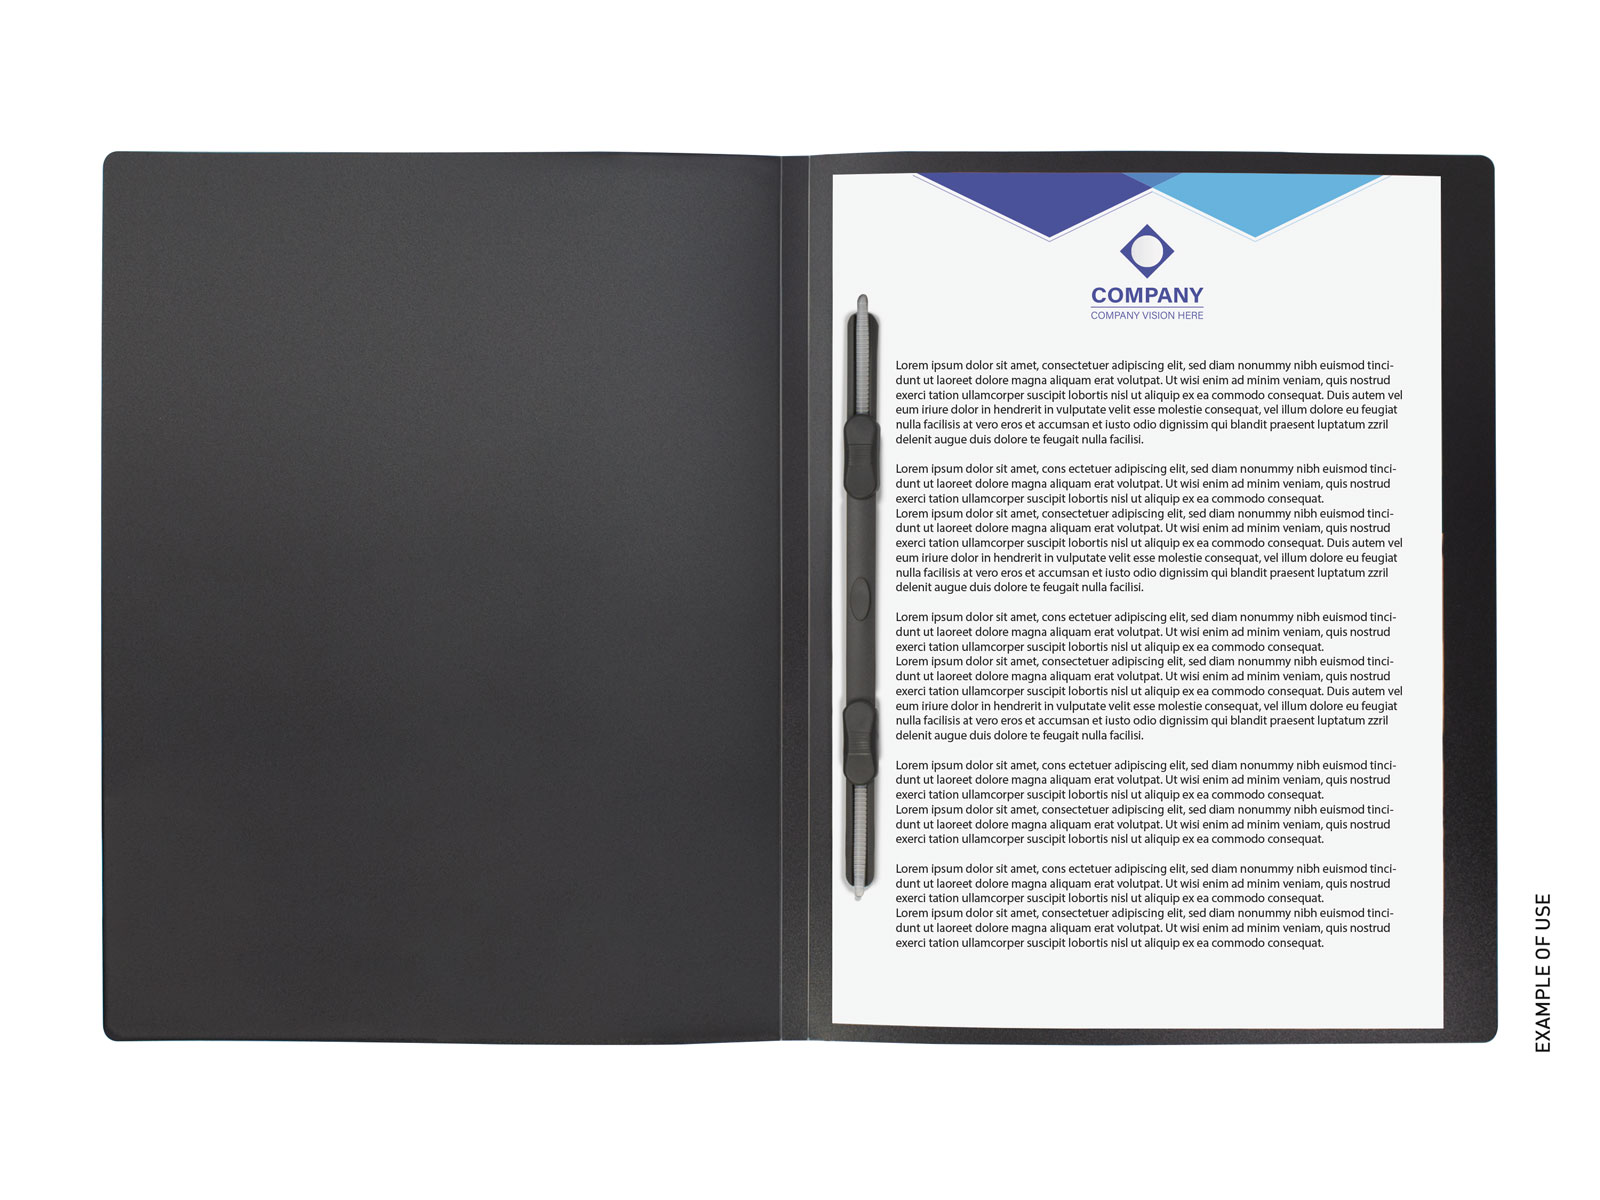 COMPANY
COMPANY VISION HERE
Lorem ipsum dolor sit amet, consectetuer adipiscing elit, sed diam nonummy nibh euismod tinci-
dunt ut laoreet dolore magna aliquam erat volutpat. Ut wisi enim ad minim veniam, quis nostrud
exerci tation ullamcorper suscipit lobortis nisl ut aliquip ex ea commodo consequat. Duis autem vel
eum iriure dolor in hendrerit in vulputate velit esse molestie consequat, vel illum dolore eu feugiat
nulla facilisis at vero eros et accumsan et iusto odio dignissim qui blandit praesent luptatum zzril
delenit augue duis dolore te feugait nulla facilisi.
Lorem ipsum dolor sit amet, cons ectetuer adipiscing elit, sed diam nonummy nibh euismod tinci-
dunt ut laoreet dolore magna aliquam erat volutpat. Ut wisi enim ad minim veniam, quis nostrud
exerci tation ullamcorper suscipit lobortis nisl ut aliquip ex ea commodo consequat.
Lorem ipsum dolor sit amet, consectetuer adipiscing elit, sed diam nonummy nibh euismod tinci-
dunt ut laoreet dolore magna aliquam erat volutpat. Ut wisi enim ad minim veniam, quis nostrud
exerci tation ullamcorper suscipit lobortis nisl ut aliquip ex ea commodo consequat. Duis autem vel
eum iriure dolor in hendrerit in vulputate velit esse molestie consequat, vel illum dolore eu feugiat
nulla facilisis at vero eros et accumsan et iusto odio dignissim qui blandit praesent luptatum zzril
delenit augue duis dolore te feugait nulla facilisi.
Lorem ipsum dolor sit amet, cons ectetuer adipiscing elit, sed diam nonummy nibh euismod tinci-
dunt ut laoreet dolore magna aliquam erat volutpat. Ut wisi enim ad minim veniam, quis nostrud
exerci tation ullamcorper suscipit lobortis nisl ut aliquip ex ea commodo consequat.
Lorem ipsum dolor sit amet, consectetuer adipiscing elit, sed diam nonummy nibh euismod tinci-
dunt ut laoreet dolore magna aliquam erat volutpat. Ut wisi enim ad minim veniam, quis nostrud
exerci tation ullamcorper suscipit lobortis nisl ut aliquip ex ea commodo consequat. Duis autem vel
eum iriure dolor in hendrerit in vulputate velit esse molestie consequat, vel illum dolore eu feugiat
nulla facilisis at vero eros et accumsan et iusto odio dignissim qui blandit praesent luptatum zzril
delenit augue duis dolore te feugait nulla facilisi.
Lorem ipsum dolor sit amet, cons ectetuer adipiscing elit, sed diam nonummy nibh euismod tinci-
dunt ut laoreet dolore magna aliquam erat volutpat. Ut wisi enim ad minim veniam, quis nostrud
exerci tation ullamcorper suscipit lobortis nisl ut aliquip ex ea commodo consequat.
Lorem ipsum dolor sit amet, consectetuer adipiscing elit, sed diam nonummy nibh euismod tinci-
dunt ut laoreet dolore magna aliquam erat volutpat. Ut wisi enim ad minim veniam, quis nostrud
exerci tation ullamcorper suscipit lobortis nisl ut aliquip ex ea commodo consequat.
Lorem ipsum dolor sit amet, cons ectetuer adipiscing elit, sed diam nonummy nibh euismod tinci-
dunt ut laoreet dolore magna aliquam erat volutpat. Ut wisi enim ad minim veniam, quis nostrud
exerci tation ullamcorper suscipit lobortis nisl ut aliquip ex ea commodo consequat.
Lorem ipsum dolor sit amet, consectetuer adipiscing elit, sed diam nonummy nibh euismod tinci-
dunt ut laoreet dolore magna aliquam erat volutpat. Ut wisi enim ad minim veniam, quis nostrud
exerci tation ullamcorper suscipit lobortis nisl ut aliquip ex ea commodo consequat.
EXAMPLE OF USE